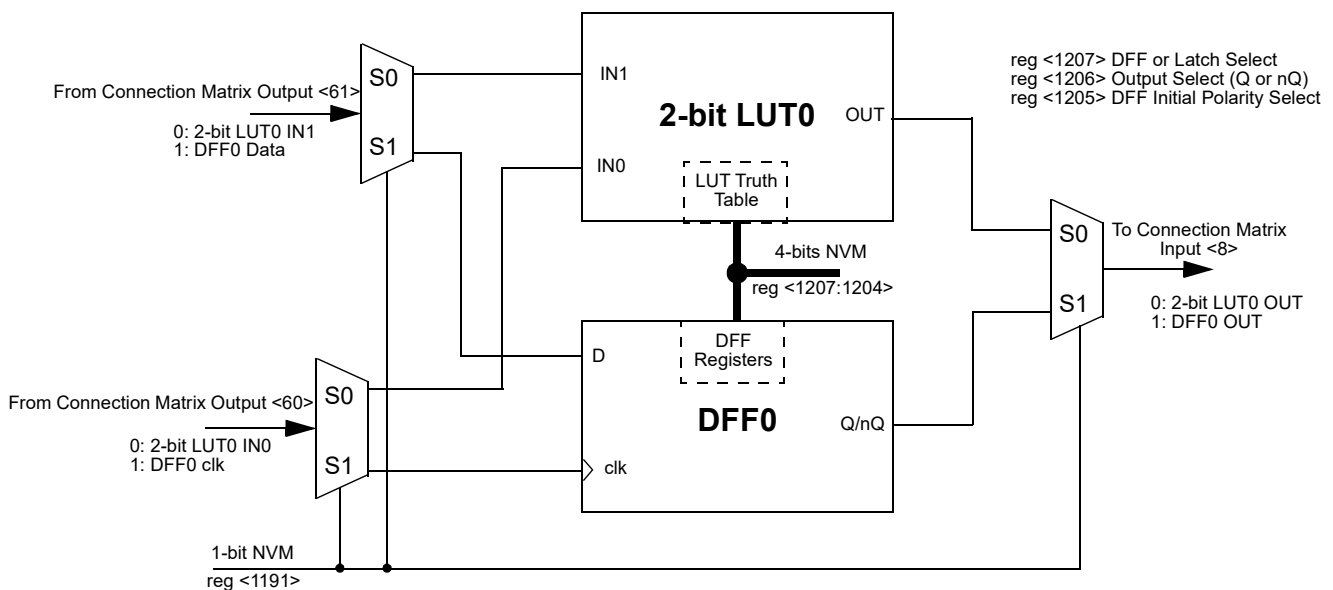 From Connection Matrix Output <61>
0: 2-bit LUT0 IN1
1: DFF0 Data
S0
S1
IN1
IN0
2-bit LUT0
OUT
LUT Truth
Table
reg <1207> DFF or Latch Select
reg <1206> Output Select (Q or nQ)
reg <1205> DFF Initial Polarity Select
4-bits NVM
reg <1207:1204>
S0
S1
To Connection Matrix
Input <8>
0: 2-bit LUT0 OUT
1: DFF0 OUT
From Connection Matrix Output <60>
0: 2-bit LUT0 IN0
1: DFF0 clk
S0
S1
D
clk
DFF
Registers
DFF0
Q/nQ
1-bit NVM
reg <1191>